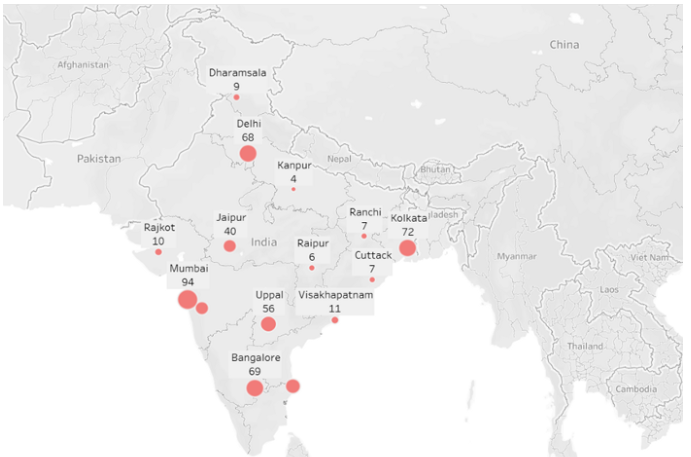 China
Afghanistan
Dharamsala
9
Delhi
68
Pakistan
Nepal
Kanpur
4
Bhutan
Ranchi
7
Kolkata
72
ladesh
Jaipur
40
Rajkot
10
India
Raipur
6
Cuttack
7
Myanmar
Viet Nam
Mumbai
94
Laos
Uppal
56
Visakhapatnam
11
Thailand
Bangalore
69
Cambodia